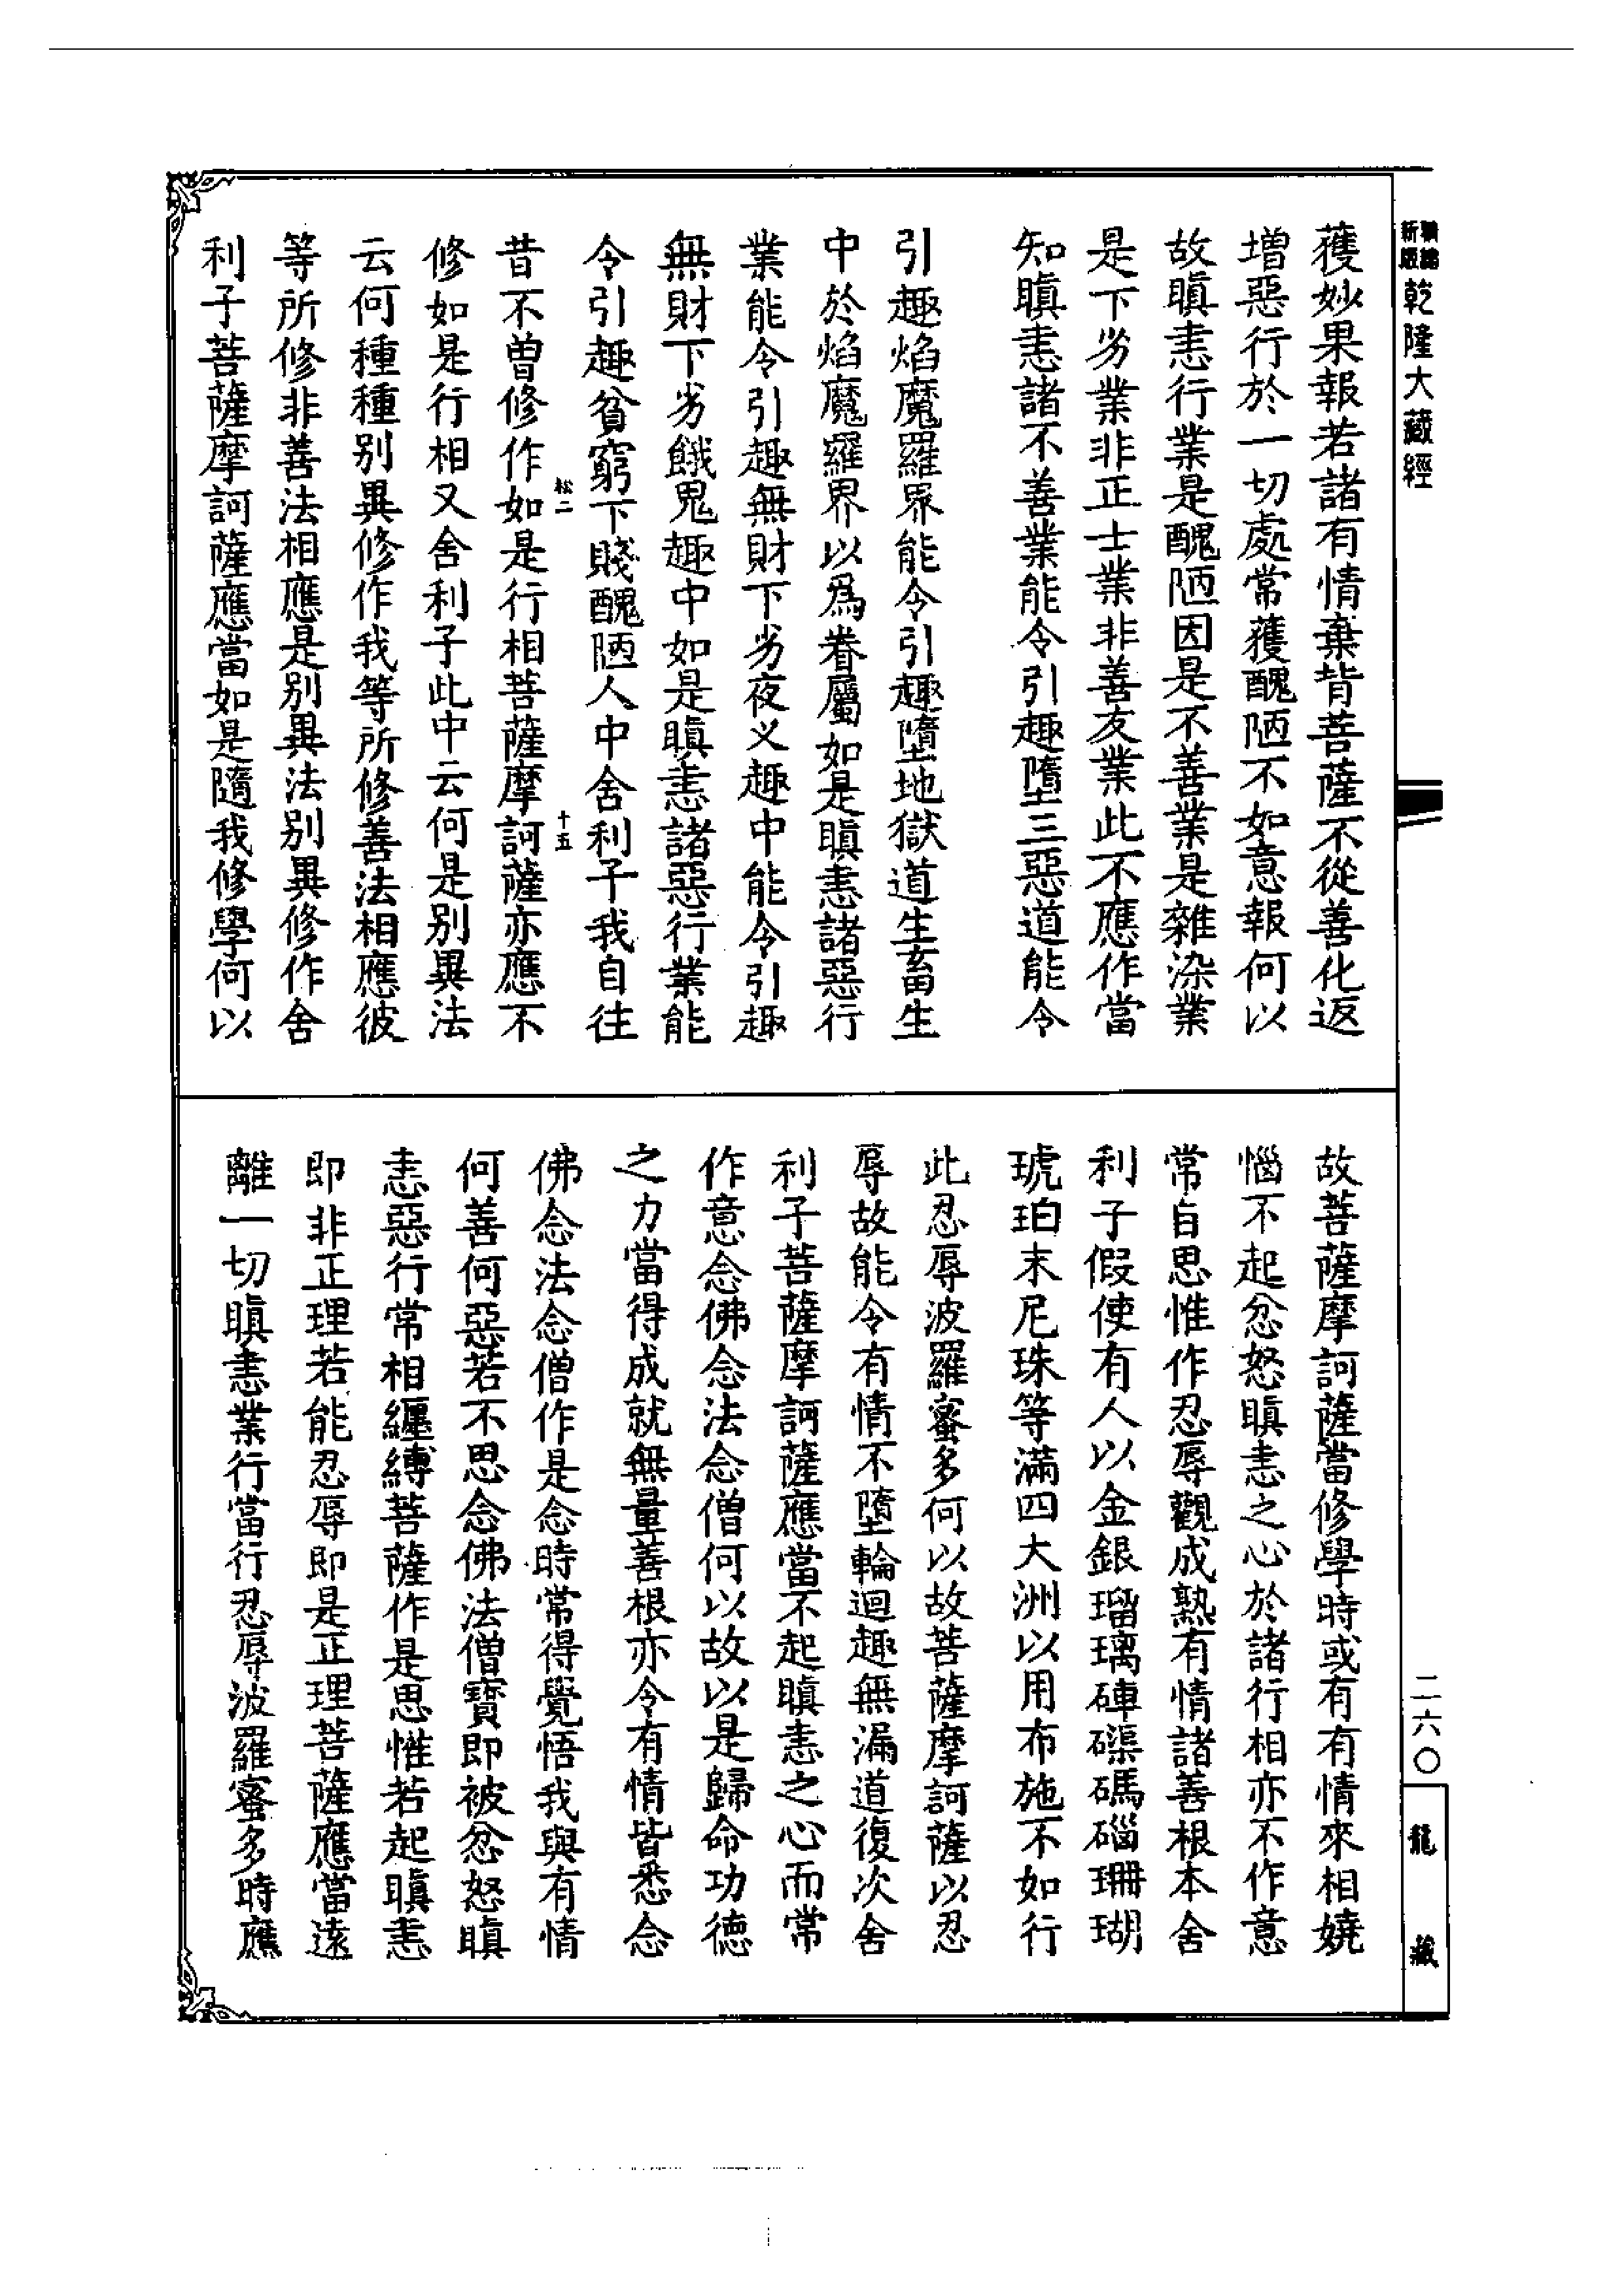 乾隆大藏經
獲妙果報若諸有情棄背菩薩不從善化返
增惡行於一切處常獲醜陋不如意報何以
故瞋恚行業是醜陋因是不善業是雜染業
是下劣業非正士業非善友業此不應作當
知瞋恚諸不善業能令引趣墮三惡道能令
引趣焰魔羅界能令引趣墮地獄道生畜生
中於焰魔羅界以為眷屬如是瞋恚諸惡行
業能令引趣無財下劣夜叉趣中能令引趣
無財下劣餓鬼趣中如是瞋恚諸惡行業能
令引趣貧窮下賤醜陋人中舍利子我自往
松二
十五
昔不曾修作如是行相菩薩摩訶薩亦應不
修如是行相又舍利子此中云何是別異法
云何種種別異修作我等所修善法相應彼
等所修非善法相應是別異法別異修作舍
利子菩薩摩訶薩應當如是隨我修學何以
故菩薩摩訶薩當修學時或有有情來相嬈
惱不起忿怒瞋恚之心於諸行相亦不作意
常自思惟作忍辱觀成熟有情諸善根本舍
利子假使有人以金銀瑠璃硨磲碼碯珊瑚
琥珀末尼珠等滿四大洲以用布施不如行
此忍辱波羅蜜多何以故菩薩摩訶薩以忍
辱故能令有情不墮輪迴趣無漏道復次舍
利子菩薩摩訶薩應當不起瞋恚之心而常
作意念佛念法念僧何以故以是歸命功德
之力當得成就無量善根亦令有情皆悉念
佛念法念僧作是念時常得覺悟我與有情
何善何惡若不思念佛法僧寶即被忿怒瞋
恚惡行常相纏縛菩薩作是思惟若起瞋恚
即非正理若能忍辱即是正理菩薩應當遠
離一切瞋恚業行當行忍辱波羅蜜多時應
二六〇
龍藏